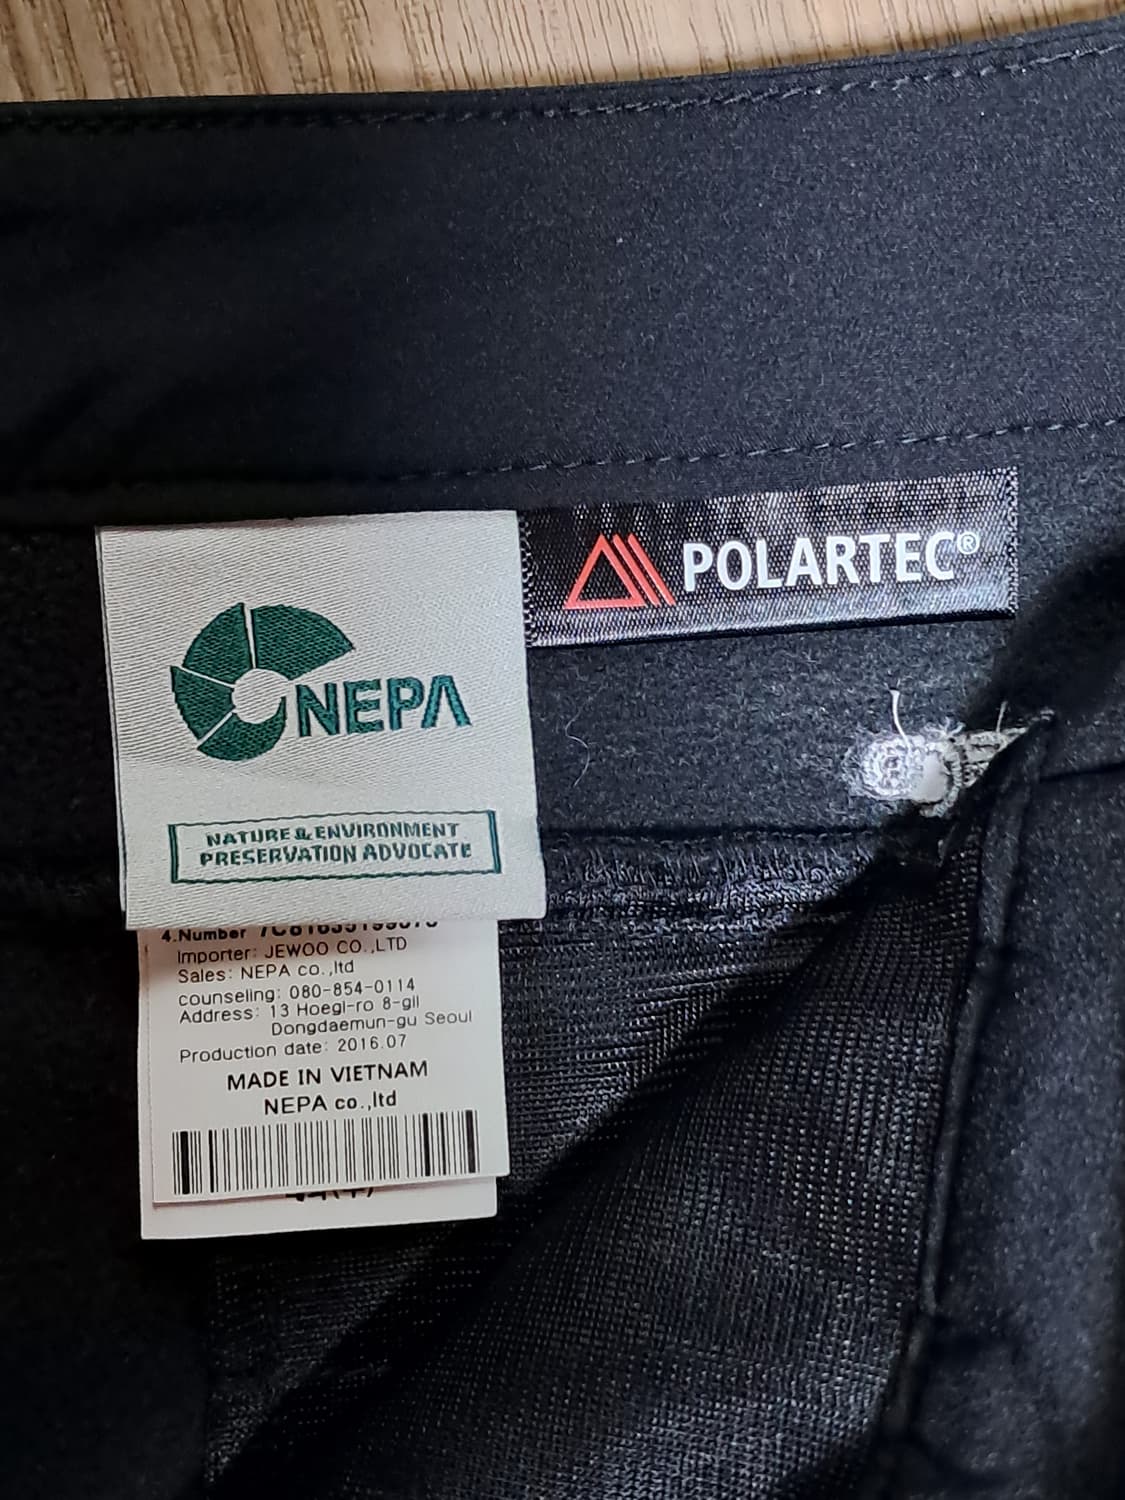 POLARTEC®
NEPA
NATURE & ENVIRONMENT
PRESERVATION ADVOCATE
4.Number
Importer: JEWOO CO.,LTD
Sales: NEPA co.,ltd
counseling: 080-854-0114
Address: 13 Hoegi-ro 8-gil
Dongdaemun-gu Seoul
Production date: 2016.07
MADE IN VIETNAM
NEPA co.,ltd